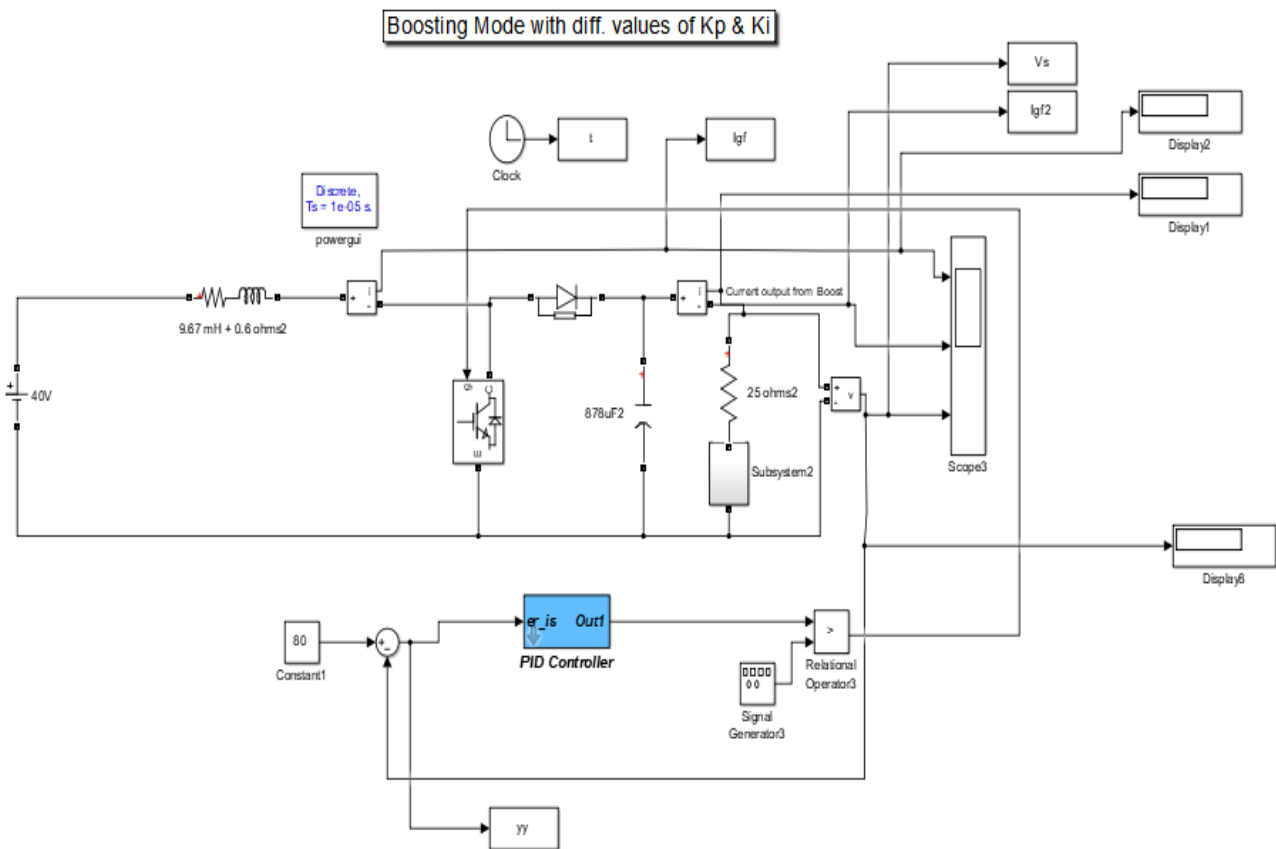 Boosting Mode with diff. values of Kp & Ki
Vs
Igf2
Display2
t
Clock
Igf
Display1
Discrete,
Ts = 1e-05 s.
powergui
+
i
-
9.67 mH + 0.6 ohms2
+
i
-
Current output from Boost
+
40V
g
C
E
878uF2
25 ohms2
+
-
v
Subsystem2
Scope3
Display6
80
Constant1
+
-
er_is Out1
PID Controller
>
Relational
Operator3
Signal
Generator3
yy